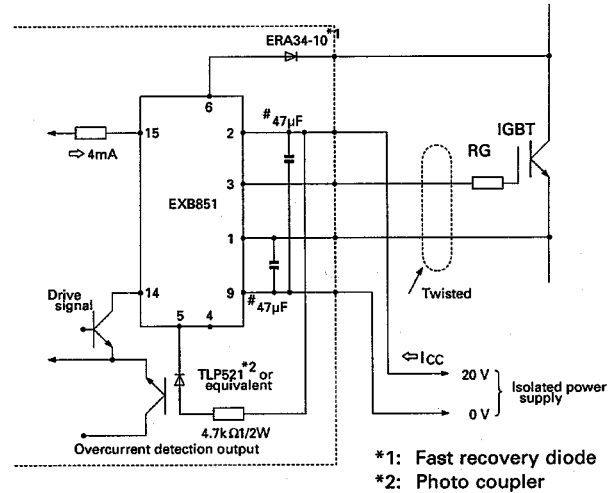 ERA34-10*1
6
15
2
#47µF
IGBT
⇨4mA
RG
3
EXB851
1
Drive
signal
14
9
#47µF
Twisted
5
4
TLP521*2 or
equivalent
⇦ICC
20 V
Isolated power
supply
4.7kΩ1/2W
0 V
Overcurrent detection output
*1: Fast recovery diode
*2: Photo coupler